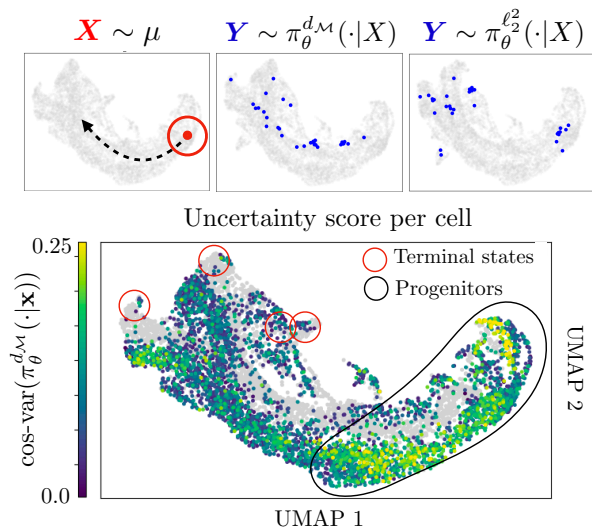 X ∼ μ
Y ∼ π_θ^{d_ℳ}(·|X)
Y ∼ π_θ^{ℓ_2^2}(·|X)
Uncertainty score per cell
0.25
cos-var(π_θ^{d_ℳ}(·|x))
0.0
Terminal states
Progenitors
UMAP 2
UMAP 1